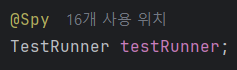 @Spy 16개 사용 위치
TestRunner testRunner;